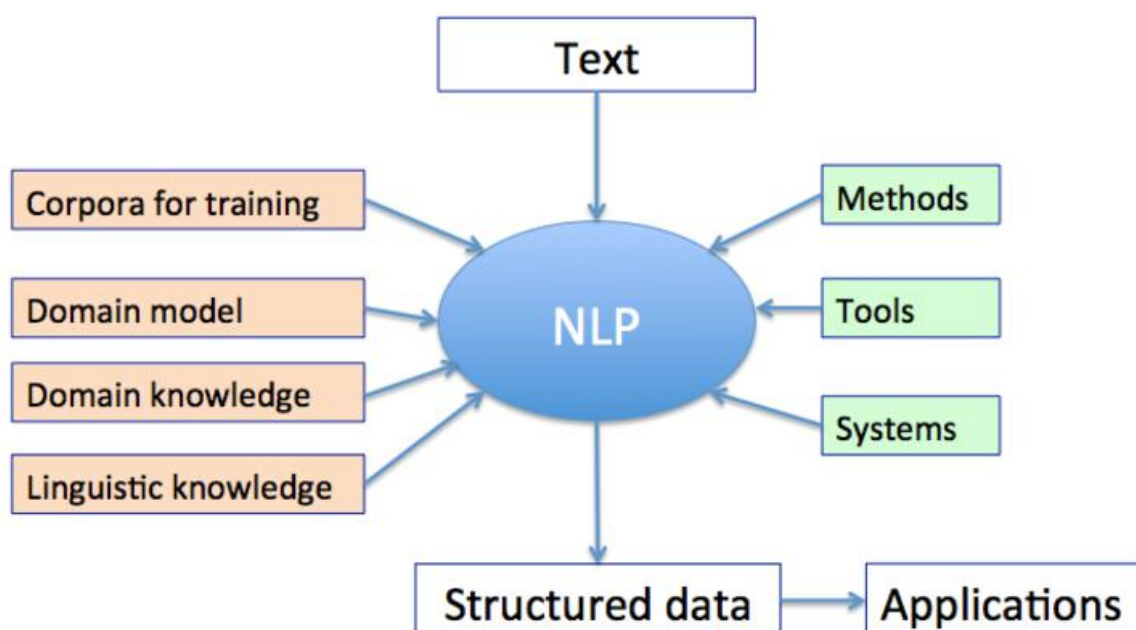 Text
Corpora for training
Methods
Domain model
NLP
Tools
Domain knowledge
Systems
Linguistic knowledge
Structured data
Applications